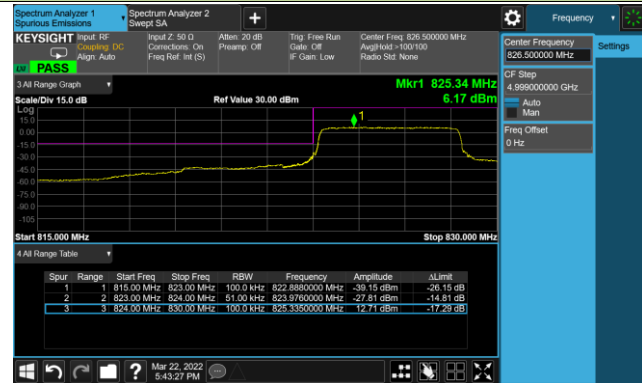 Spectrum Analyzer 1
Spurious Emissions
Spectrum Analyzer 2
Swept SA
+
Frequency
KEYSIGHT
Input: RF
Coupling: DC
Align: Auto
Input Z: 50 Ω
Corrections: On
Freq Ref: Int (S)
Atten: 20 dB
Preamp: Off
Trig: Free Run
Gate: Off
IF Gain: Low
Center Freq: 826.500000 MHz
Avg|Hold:>100/100
Radio Std: None
PASS
Center Frequency
826.500000 MHz
Settings
CF Step
4.999000000 GHz
Auto
Man
Freq Offset
0 Hz
3 All Range Graph
Mkr1 825.34 MHz
Scale/Div 15.0 dB
Ref Value 30.00 dBm
6.17 dBm
Log
15.0
0.00
-15.0
-30.0
-45.0
-60.0
-75.0
-90.0
-105
1
Start 815.000 MHz
Stop 830.000 MHz
4 All Range Table
Spur Range Start Freq Stop Freq RBW Frequency Amplitude ΔLimit
1 1 815.00 MHz 823.00 MHz 100.0 kHz 822.8880000 MHz -39.15 dBm -26.15 dB
2 2 823.00 MHz 824.00 MHz 51.00 kHz 823.9760000 MHz -27.81 dBm -14.81 dB
3 3 824.00 MHz 830.00 MHz 100.0 kHz 825.3350000 MHz 12.71 dBm -17.29 dB
?
Mar 22, 2022
5:43:27 PM